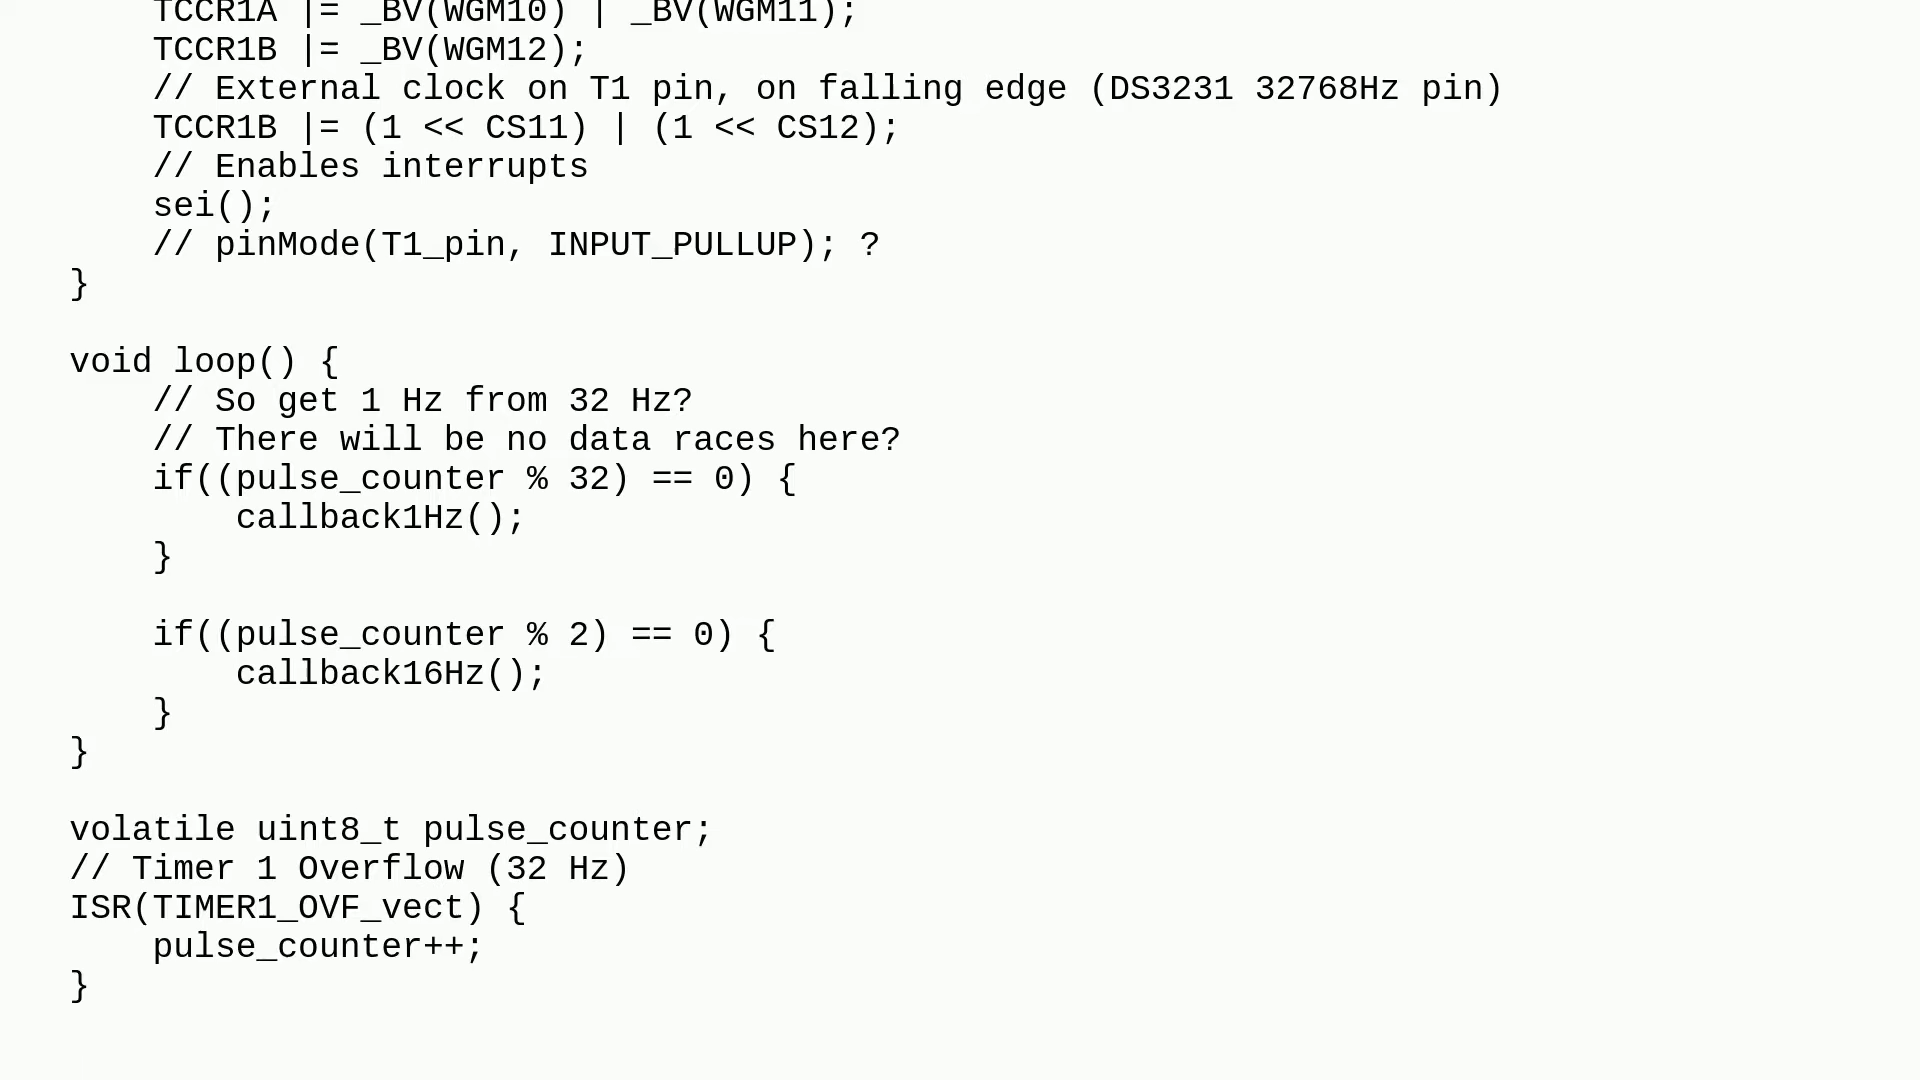 TCCR1A |= _BV(WGM10) | _BV(WGM11);
TCCR1B |= _BV(WGM12);
// External clock on T1 pin, on falling edge (DS3231 32768Hz pin)
TCCR1B |= (1 << CS11) | (1 << CS12);
// Enables interrupts
sei();
// pinMode(T1_pin, INPUT_PULLUP); ?
}
void loop() {
// So get 1 Hz from 32 Hz?
// There will be no data races here?
if((pulse_counter % 32) == 0) {
callback1Hz();
}
if((pulse_counter % 2) == 0) {
callback16Hz();
}
}
volatile uint8_t pulse_counter;
// Timer 1 Overflow (32 Hz)
ISR(TIMER1_OVF_vect) {
pulse_counter++;
}